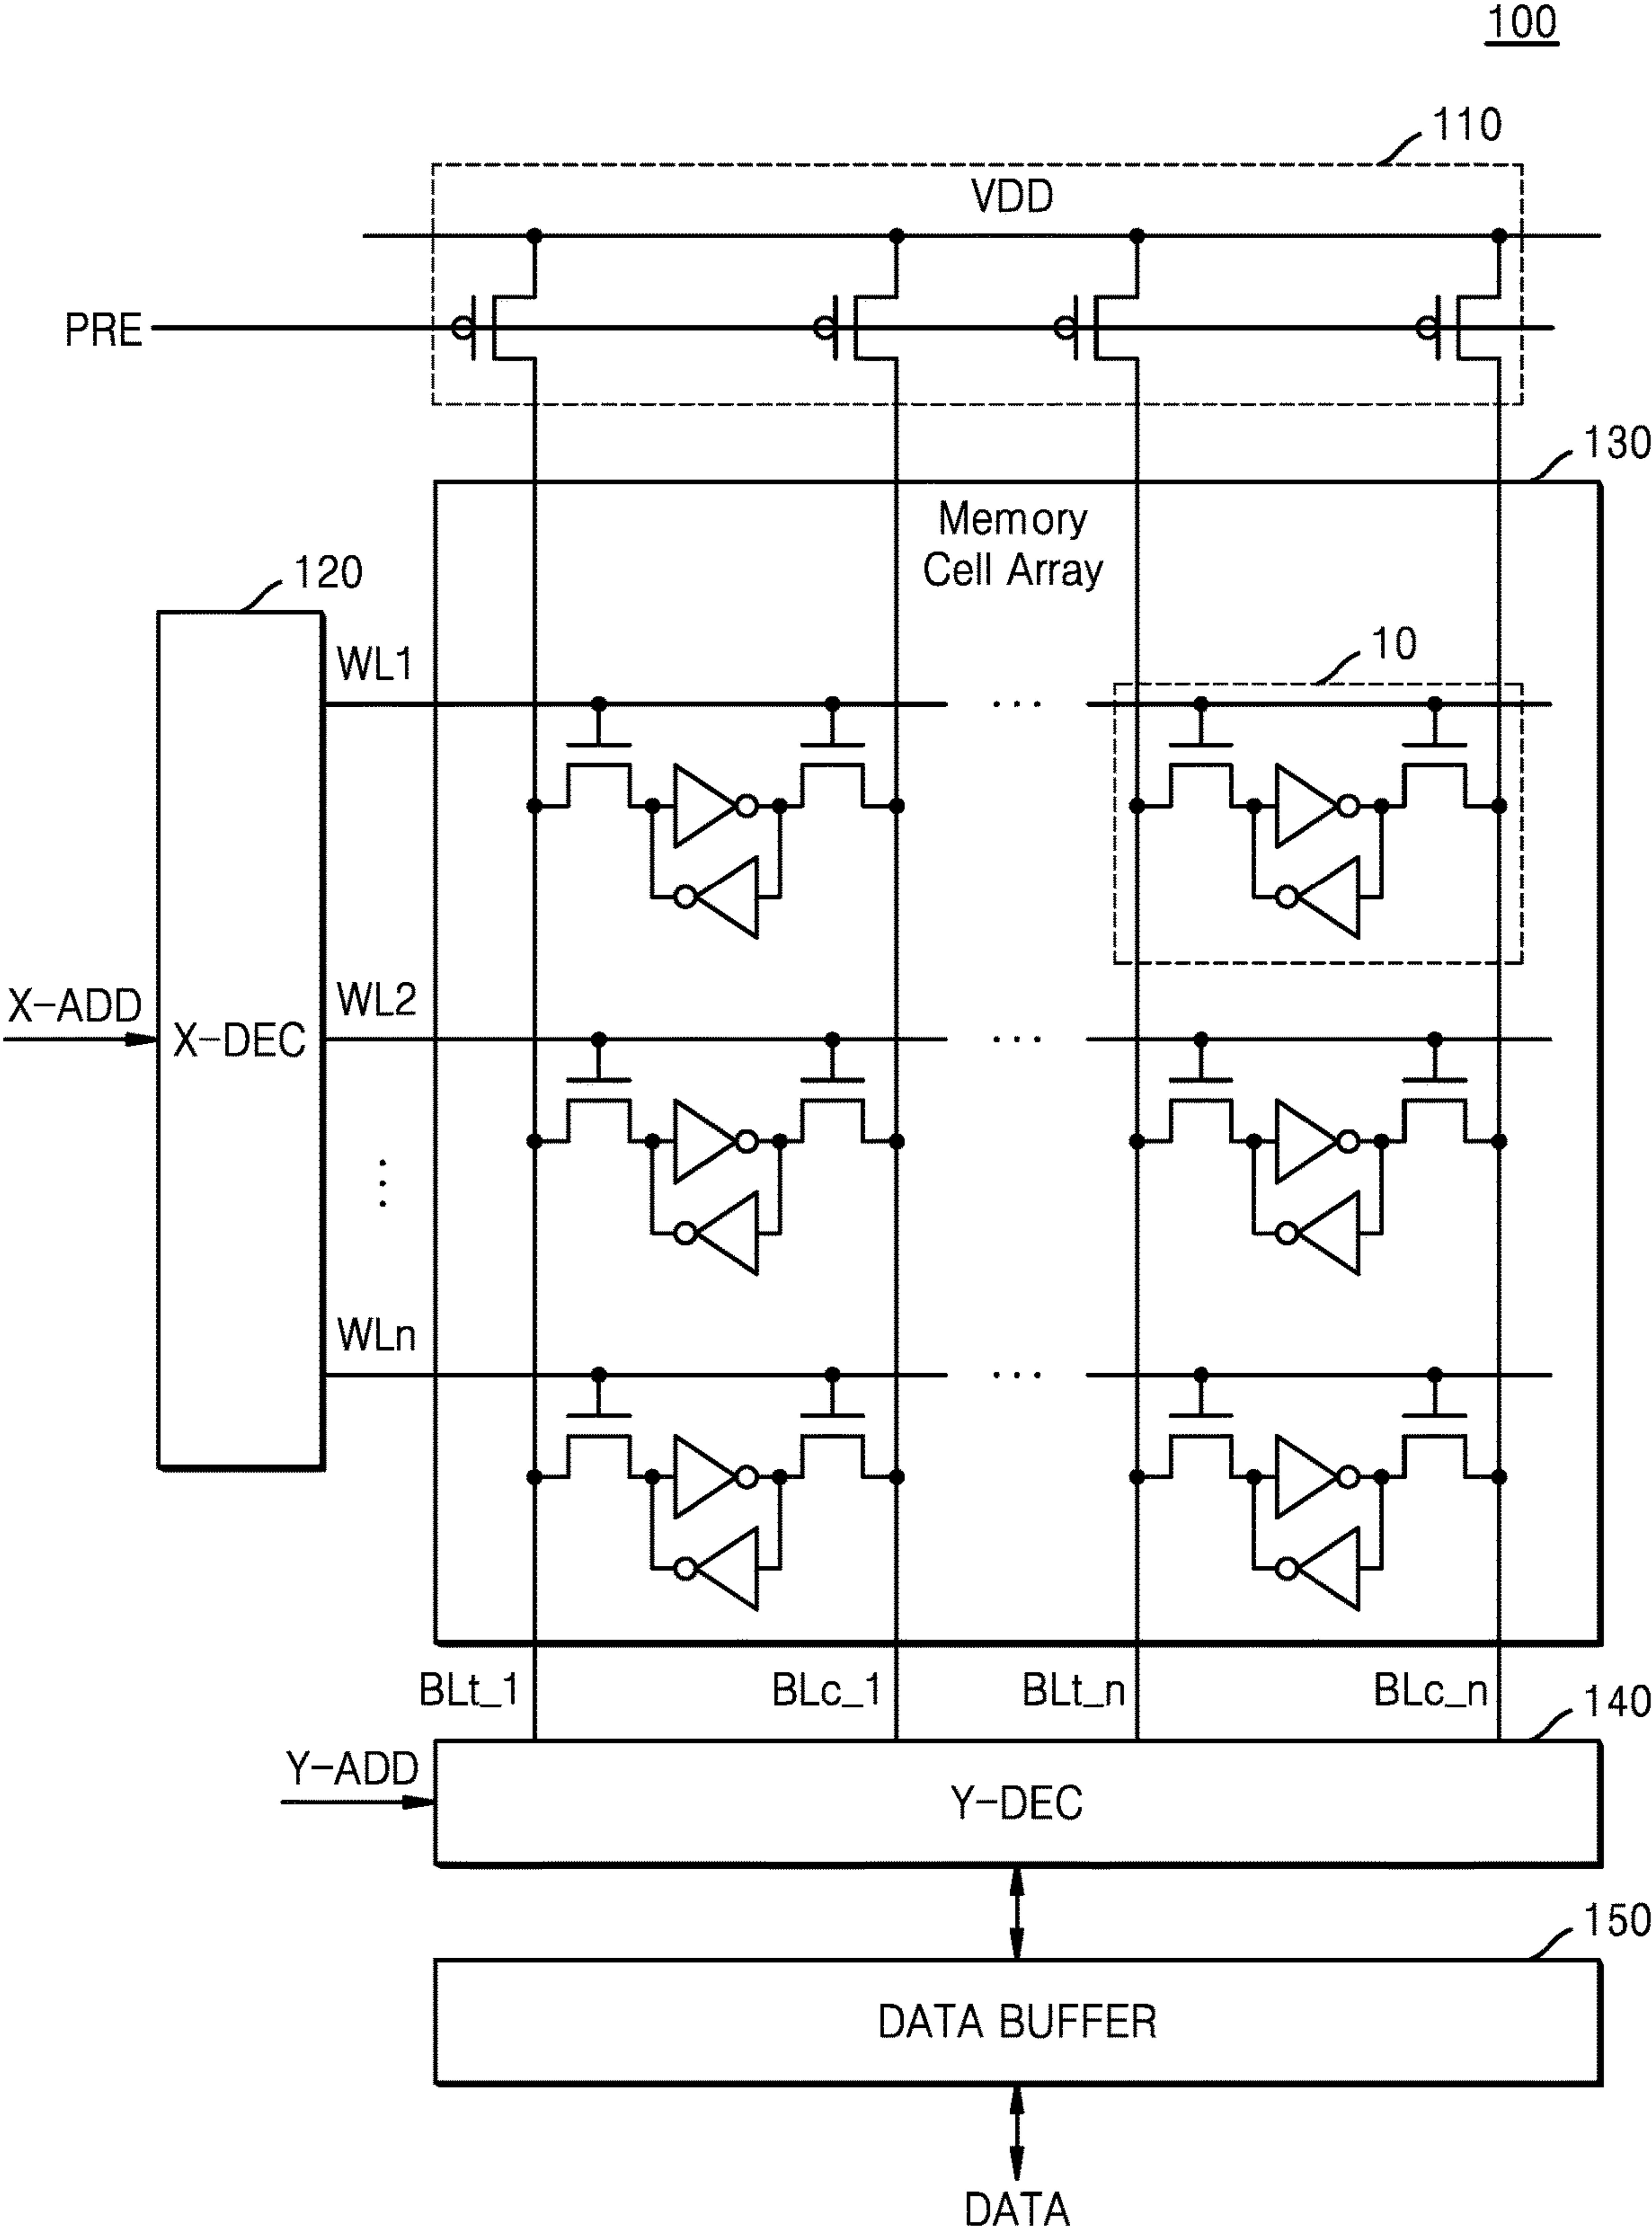 100
110
VDD
PRE
130
Memory
Cell Array
120
10
WL1
...
WL2
X-ADD
X-DEC
...
WLn
...
BLt_1 BLc_1 BLt_n BLc_n
140
Y-ADD
Y-DEC
150
DATA BUFFER
DATA